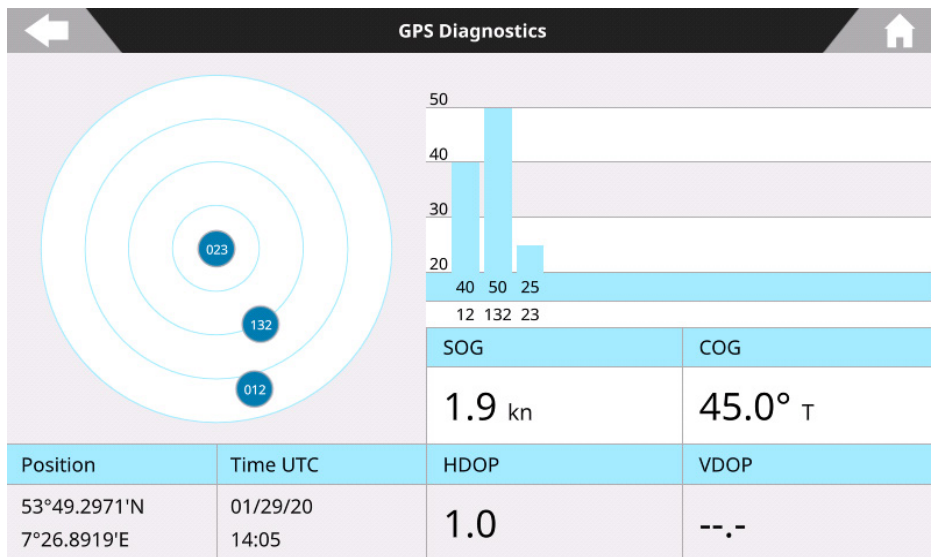 GPS Diagnostics
023
132
012
50
40
30
20
40 50 25
12 132 23
SOG COG
1.9 kn 45.0° T
Position Time UTC HDOP VDOP
53°49.2971'N 01/29/20
7°26.8919'E 14:05
1.0 --.-